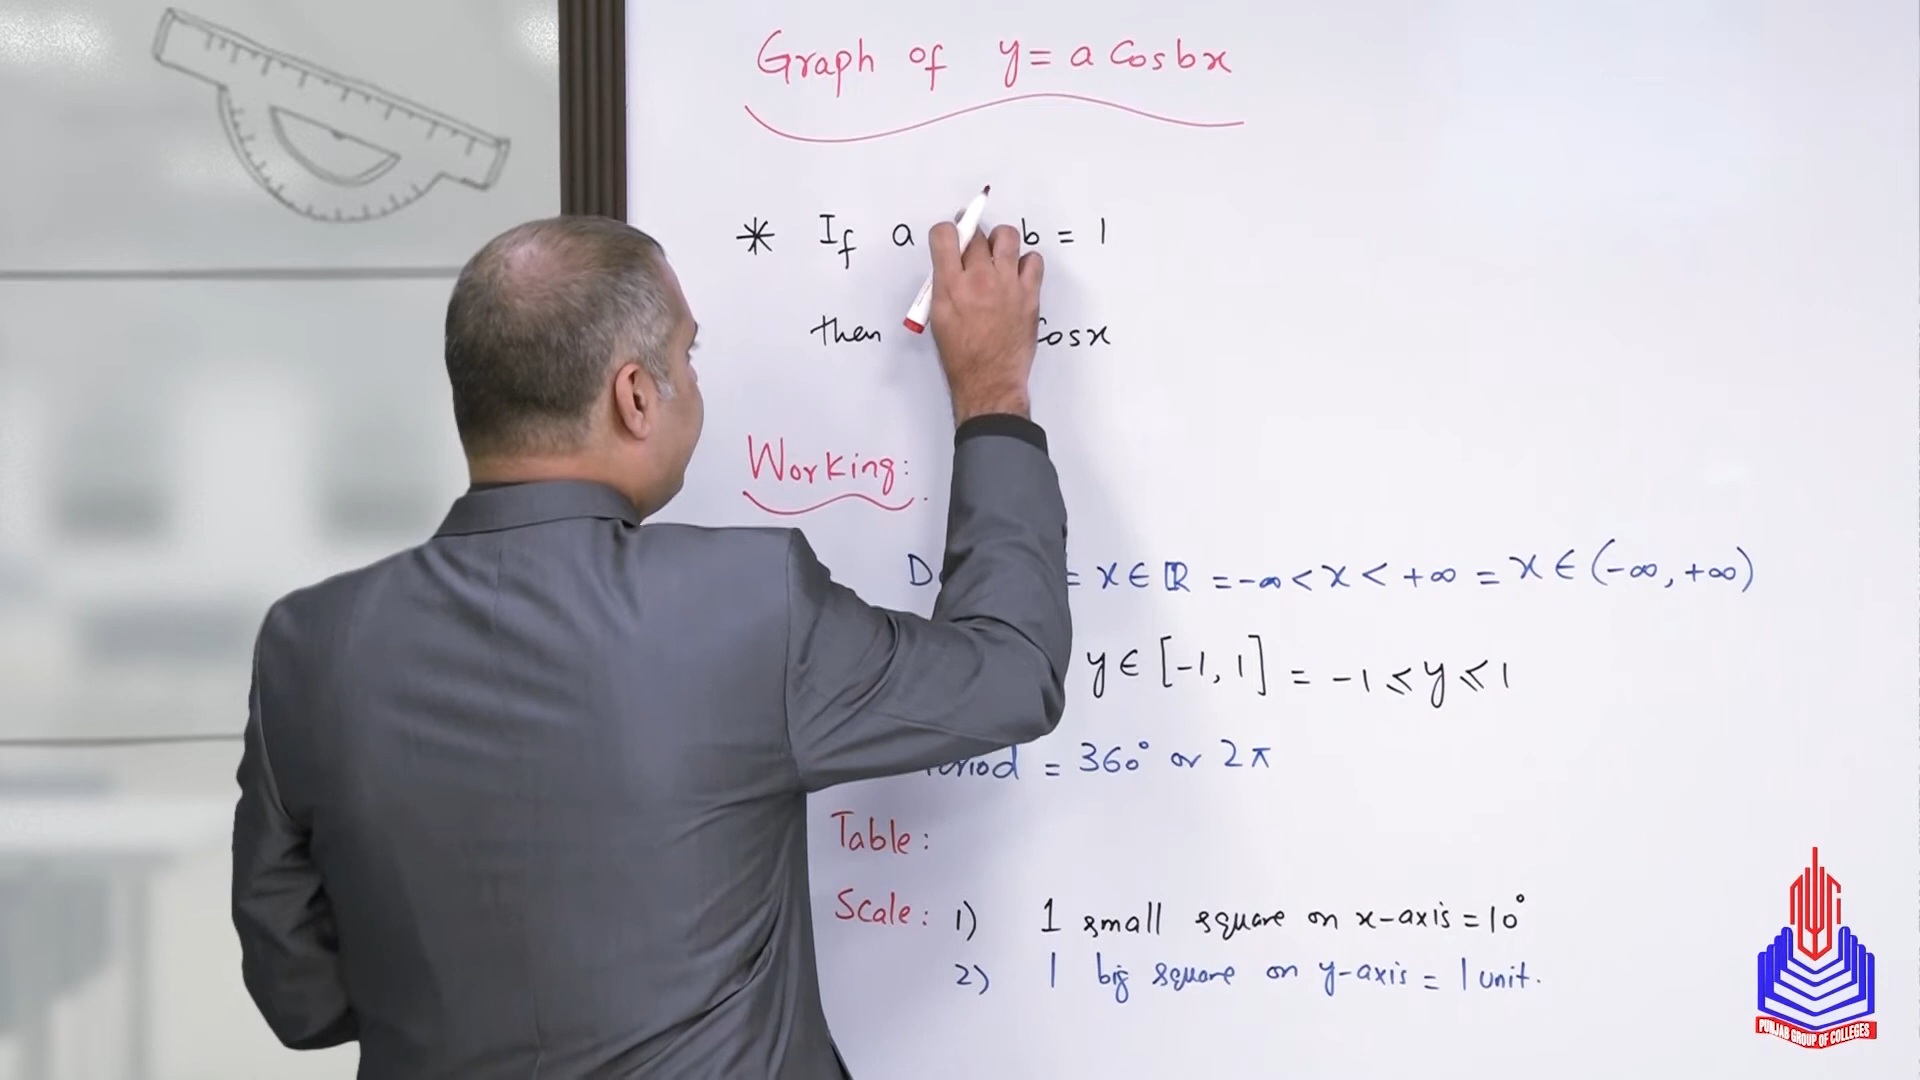 Graph of y = a Cosbx
* If a b = 1
then Cosx
Working:
= x ∈ ℝ = -∞ < x < +∞ = x ∈ (-∞, +∞)
y ∈ [-1, 1] = -1 ⩽ y ⩽ 1
= 360° or 2π
Table:
Scale: 1) 1 small square on x-axis = 10°
2) 1 big square on y-axis = 1 unit.
PUNJAB GROUP OF COLLEGES